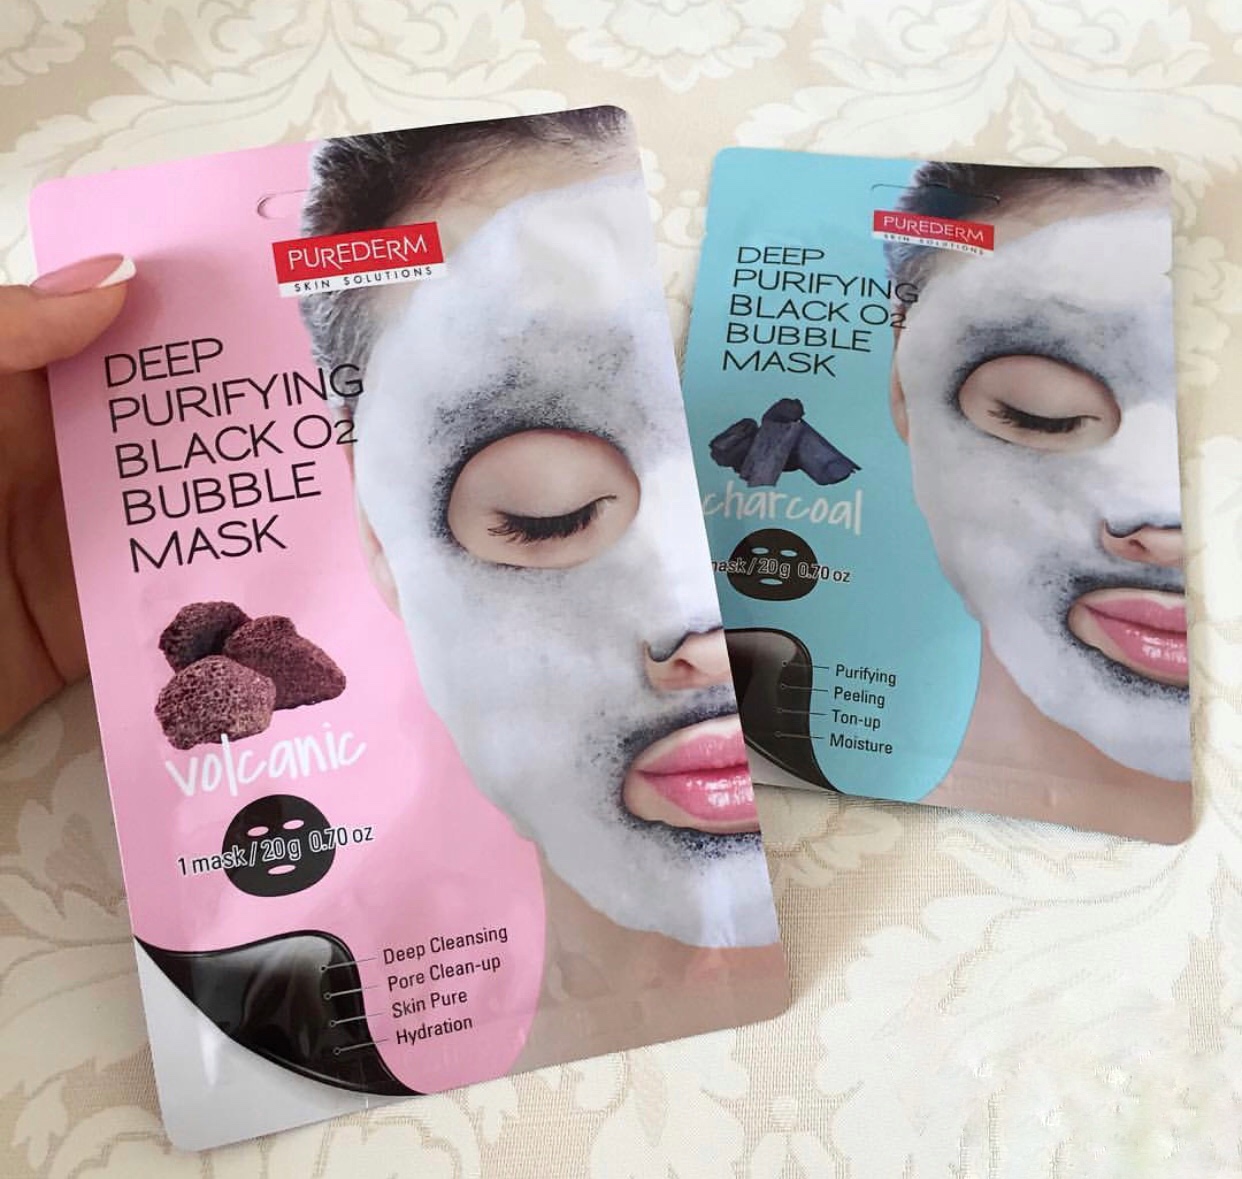 PUREDERM
SKIN SOLUTIONS
DEEP
PURIFYING
BLACK O2
BUBBLE
MASK
volcanic
1 mask / 20 g 0.70 oz
Deep Cleansing
Pore Clean-up
Skin Pure
Hydration
PUREDERM
SKIN SOLUTIONS
DEEP
PURIFYING
BLACK O2
BUBBLE
MASK
charcoal
mask / 20 g 0.70 oz
Purifying
Peeling
Ton-up
Moisture